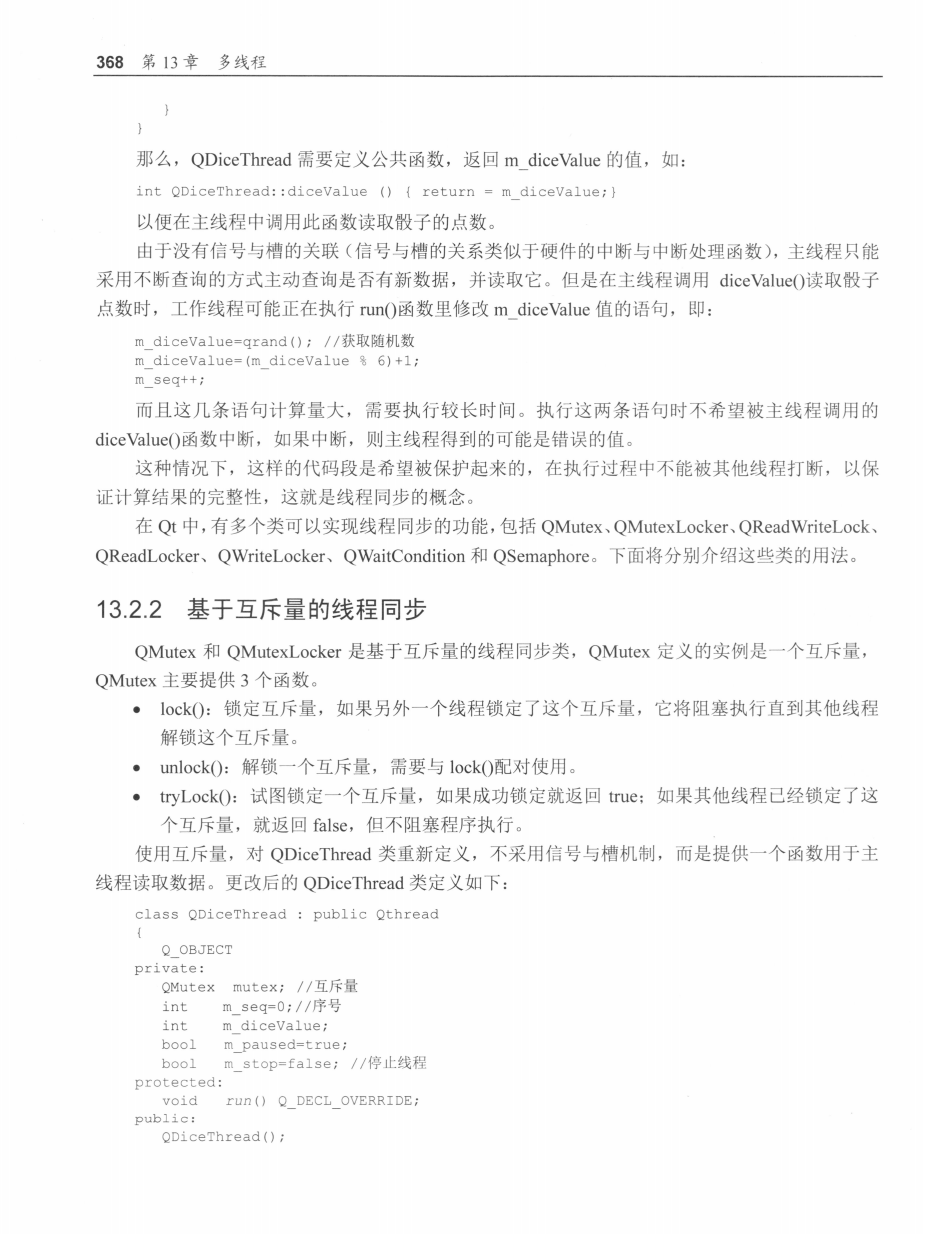 368 第 13 章 多线程
}
}
那么，QDiceThread 需要定义公共函数，返回 m_diceValue 的值，如：
int QDiceThread::diceValue () { return = m_diceValue;}
以便在主线程中调用此函数读取骰子的点数。
由于没有信号与槽的关联（信号与槽的关系类似于硬件的中断与中断处理函数），主线程只能
采用不断查询的方式主动查询是否有新数据，并读取它。但是在主线程调用 diceValue()读取骰子
点数时，工作线程可能正在执行 run()函数里修改 m_diceValue 值的语句，即：
m_diceValue=qrand(); //获取随机数
m_diceValue=(m_diceValue % 6)+1;
m_seq++;
而且这几条语句计算量大，需要执行较长时间。执行这两条语句时不希望被主线程调用的
diceValue()函数中断，如果中断，则主线程得到的可能是错误的值。
这种情况下，这样的代码段是希望被保护起来的，在执行过程中不能被其他线程打断，以保
证计算结果的完整性，这就是线程同步的概念。
在 Qt 中，有多个类可以实现线程同步的功能，包括 QMutex、QMutexLocker、QReadWriteLock、
QReadLocker、QWriteLocker、QWaitCondition 和 QSemaphore。下面将分别介绍这些类的用法。
13.2.2 基于互斥量的线程同步
QMutex 和 QMutexLocker 是基于互斥量的线程同步类，QMutex 定义的实例是一个互斥量，
QMutex 主要提供 3 个函数。
• lock()：锁定互斥量，如果另外一个线程锁定了这个互斥量，它将阻塞执行直到其他线程
解锁这个互斥量。
• unlock()：解锁一个互斥量，需要与 lock()配对使用。
• tryLock()：试图锁定一个互斥量，如果成功锁定就返回 true；如果其他线程已经锁定了这
个互斥量，就返回 false，但不阻塞程序执行。
使用互斥量，对 QDiceThread 类重新定义，不采用信号与槽机制，而是提供一个函数用于主
线程读取数据。更改后的 QDiceThread 类定义如下：
class QDiceThread : public Qthread
{
Q_OBJECT
private:
QMutex mutex; //互斥量
int m_seq=0;//序号
int m_diceValue;
bool m_paused=true;
bool m_stop=false; //停止线程
protected:
void run() Q_DECL_OVERRIDE;
public:
QDiceThread();